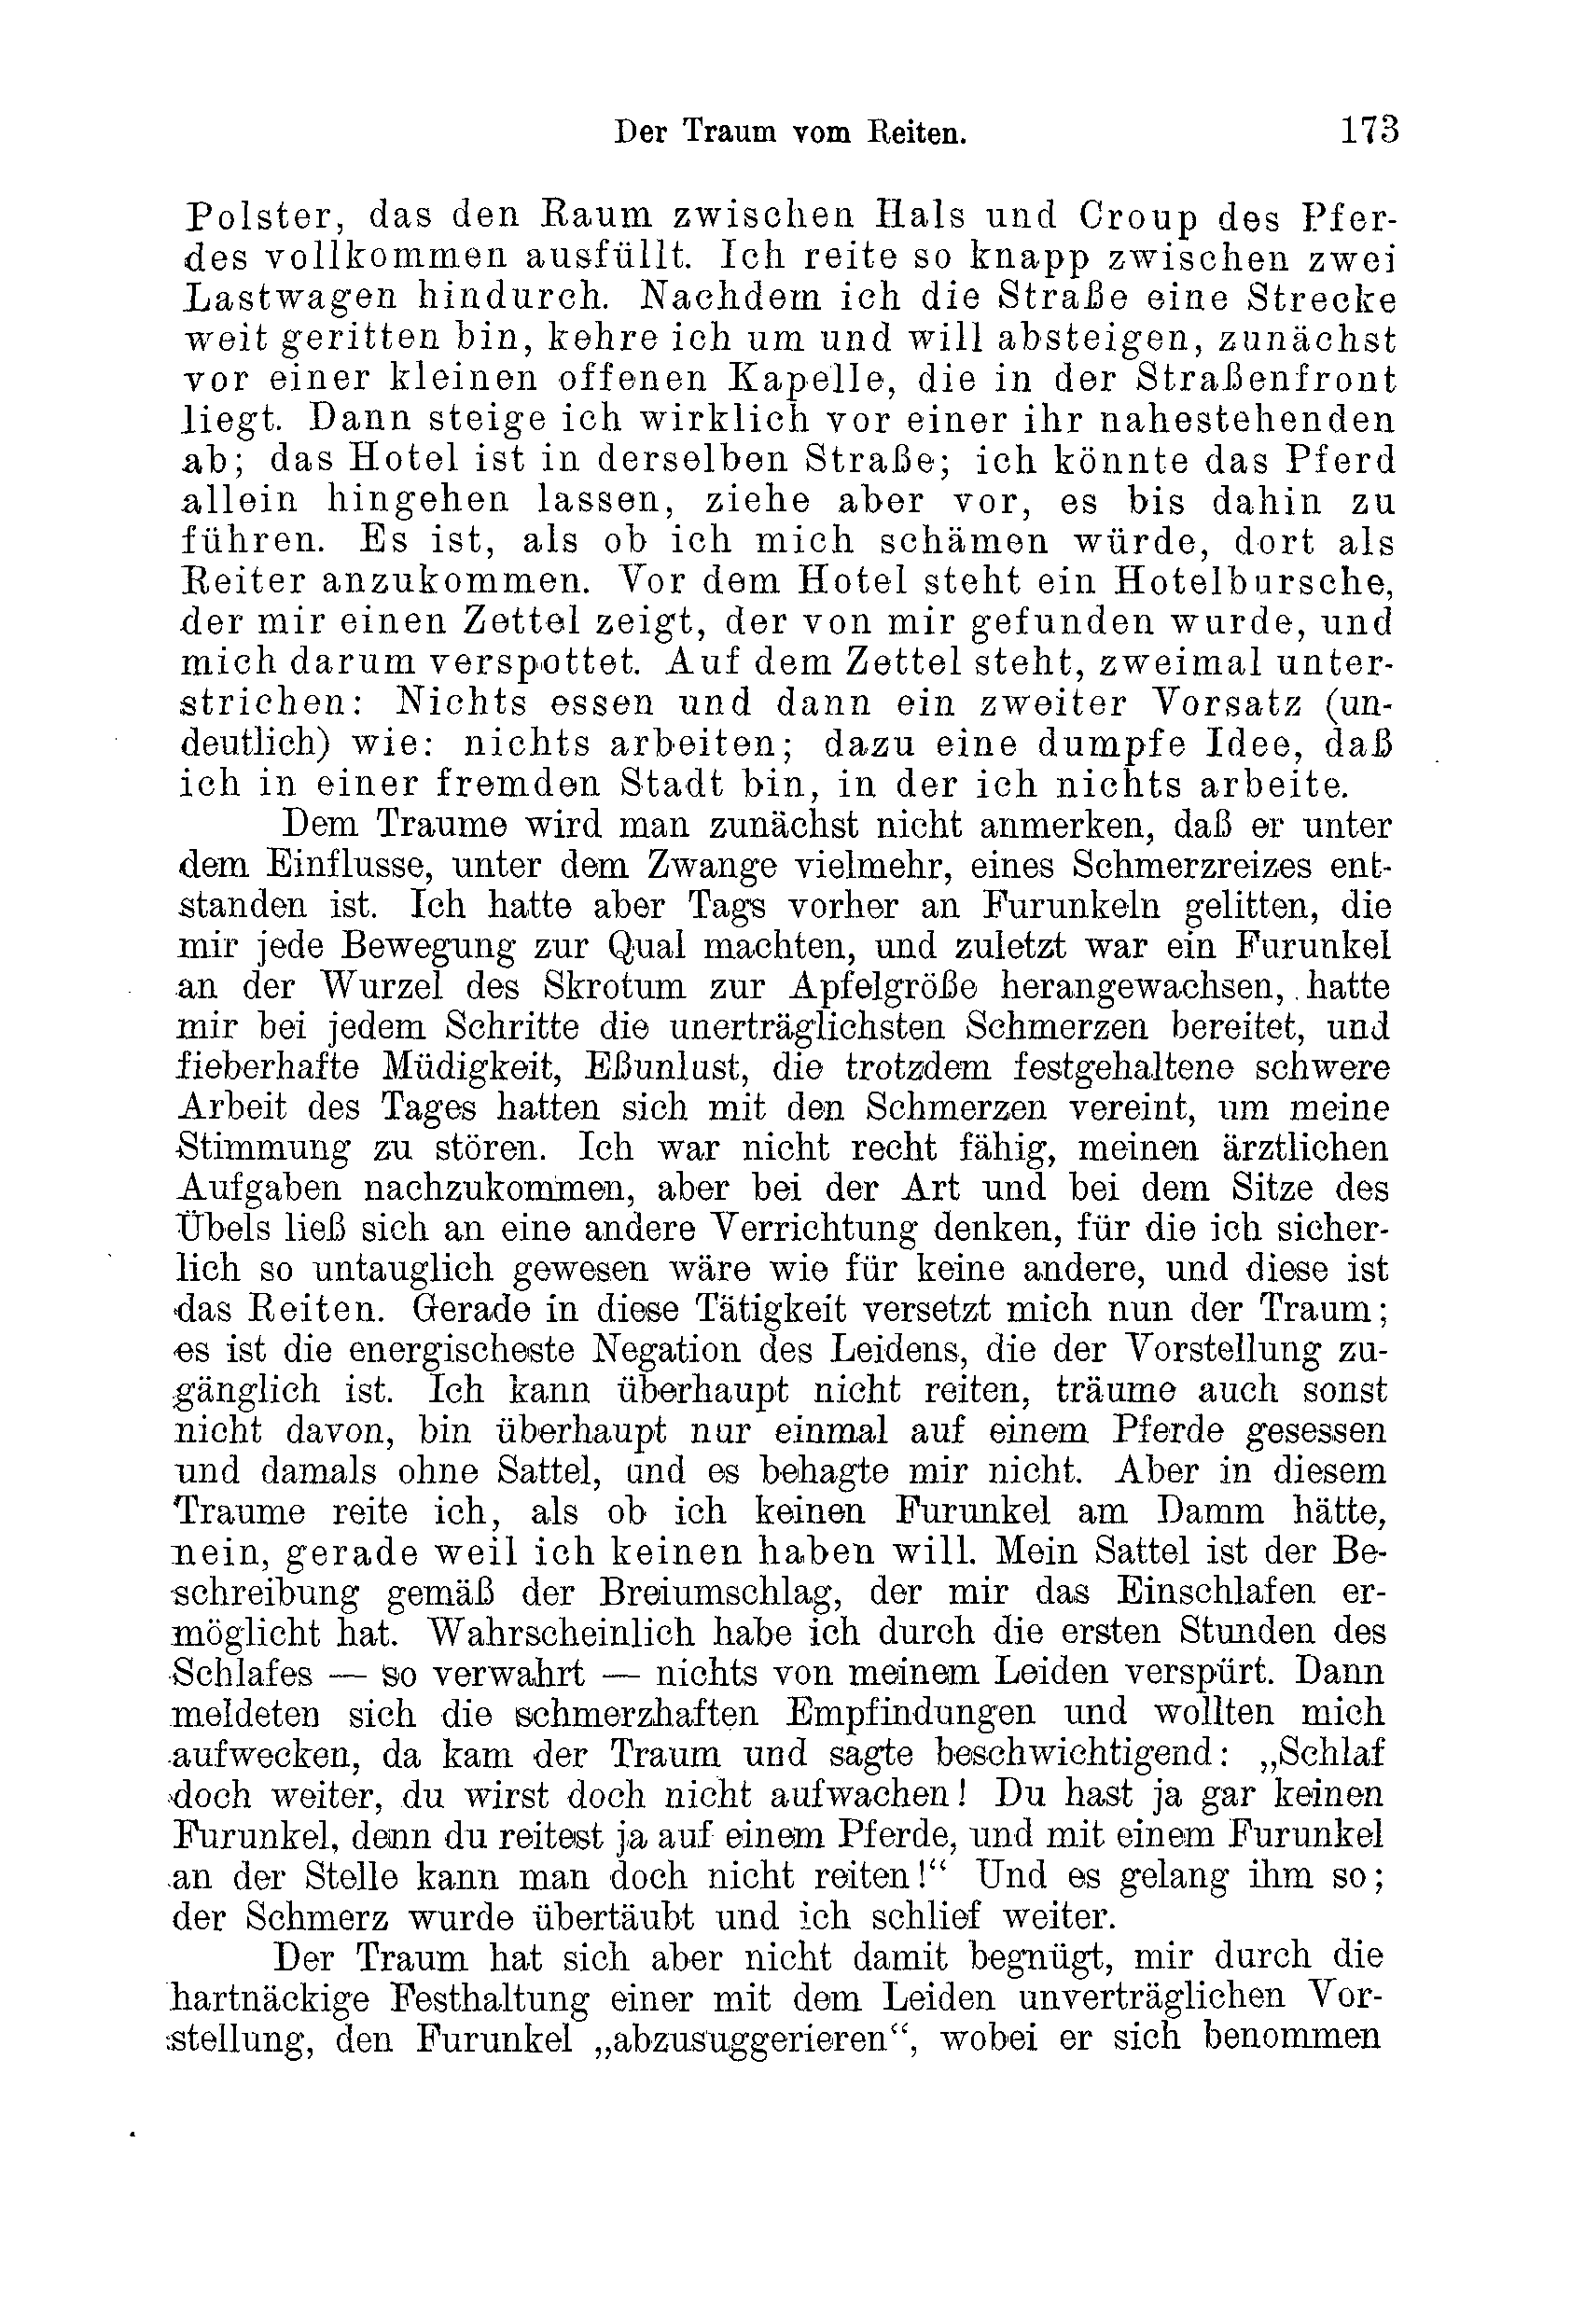 Der Traum vom Reiten. 173
Polster, das den Raum zwischen Hals und Croup des Pfer-
des vollkommen ausfüllt. Ich reite so knapp zwischen zwei
Lastwagen hindurch. Nachdem ich die Straße eine Strecke
weit geritten bin, kehre ich um und will absteigen, zunächst
vor einer kleinen offenen Kapelle, die in der Straßenfront
liegt. Dann steige ich wirklich vor einer ihr nahestehenden
ab; das Hotel ist in derselben Straße; ich könnte das Pferd
allein hingehen lassen, ziehe aber vor, es bis dahin zu
führen. Es ist, als ob ich mich schämen würde, dort als
Reiter anzukommen. Vor dem Hotel steht ein Hotelbursche,
der mir einen Zettel zeigt, der von mir gefunden wurde, und
mich darum verspottet. Auf dem Zettel steht, zweimal unter-
strichen: Nichts essen und dann ein zweiter Vorsatz (un-
deutlich) wie: nichts arbeiten; dazu eine dumpfe Idee, daß
ich in einer fremden Stadt bin, in der ich nichts arbeite.
Dem Traume wird man zunächst nicht anmerken, daß er unter
dem Einflusse, unter dem Zwange vielmehr, eines Schmerzreizes ent-
standen ist. Ich hatte aber Tags vorher an Furunkeln gelitten, die
mir jede Bewegung zur Qual machten, und zuletzt war ein Furunkel
an der Wurzel des Skrotum zur Apfelgröße herangewachsen, hatte
mir bei jedem Schritte die unerträglichsten Schmerzen bereitet, und
fieberhafte Müdigkeit, Eßunlust, die trotzdem festgehaltene schwere
Arbeit des Tages hatten sich mit den Schmerzen vereint, um meine
Stimmung zu stören. Ich war nicht recht fähig, meinen ärztlichen
Aufgaben nachzukommen, aber bei der Art und bei dem Sitze des
Übels ließ sich an eine andere Verrichtung denken, für die ich sicher-
lich so untauglich gewesen wäre wie für keine andere, und diese ist
das Reiten. Gerade in diese Tätigkeit versetzt mich nun der Traum;
es ist die energischeste Negation des Leidens, die der Vorstellung zu-
gänglich ist. Ich kann überhaupt nicht reiten, träume auch sonst
nicht davon, bin überhaupt nur einmal auf einem Pferde gesessen
und damals ohne Sattel, und es behagte mir nicht. Aber in diesem
Traume reite ich, als ob ich keinen Furunkel am Damm hätte,
nein, gerade weil ich keinen haben will. Mein Sattel ist der Be-
schreibung gemäß der Breiumschlag, der mir das Einschlafen er-
möglicht hat. Wahrscheinlich habe ich durch die ersten Stunden des
Schlafes — so verwahrt — nichts von meinem Leiden verspürt. Dann
meldeten sich die schmerzhaften Empfindungen und wollten mich
aufwecken, da kam der Traum und sagte beschwichtigend: „Schlaf
doch weiter, du wirst doch nicht aufwachen! Du hast ja gar keinen
Furunkel, denn du reitest ja auf einem Pferde, und mit einem Furunkel
an der Stelle kann man doch nicht reiten!“ Und es gelang ihm so;
der Schmerz wurde übertäubt und ich schlief weiter.
Der Traum hat sich aber nicht damit begnügt, mir durch die
hartnäckige Festhaltung einer mit dem Leiden unverträglichen Vor-
stellung, den Furunkel „abzusuggerieren“, wobei er sich benommen